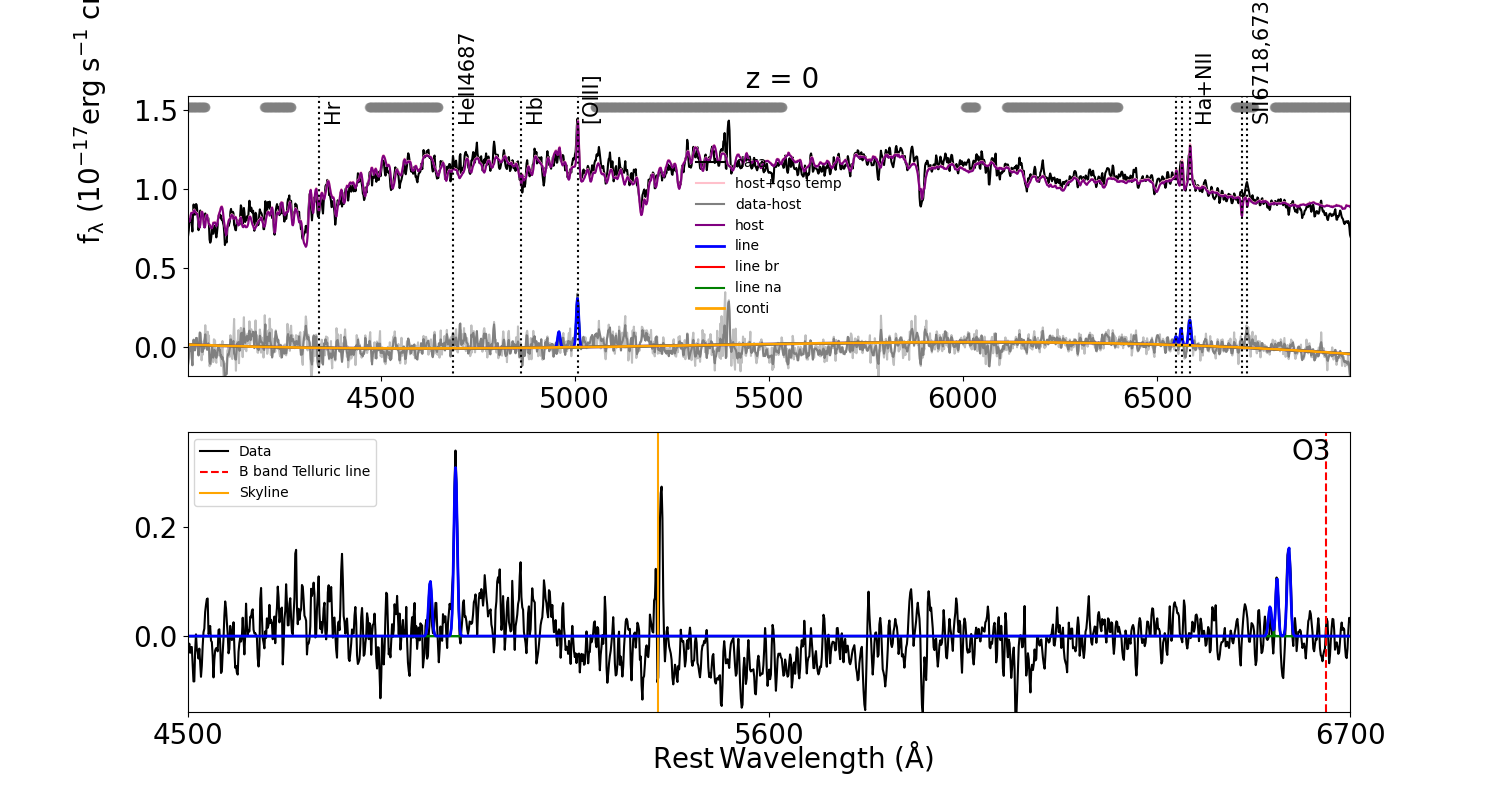 z = 0
f_λ (10^−17 erg s^−1 c
1.5
1.0
0.5
0.0
Hr
HeII4687
Hb
[OIII]
Ha+NII
SII6718,673
data
host+qso temp
data-host
host
line
line br
line na
conti
4500 5000 5500 6000 6500
O3
Data
B band Telluric line
Skyline
0.2
0.0
4500 5600 6700
Rest Wavelength (Å)